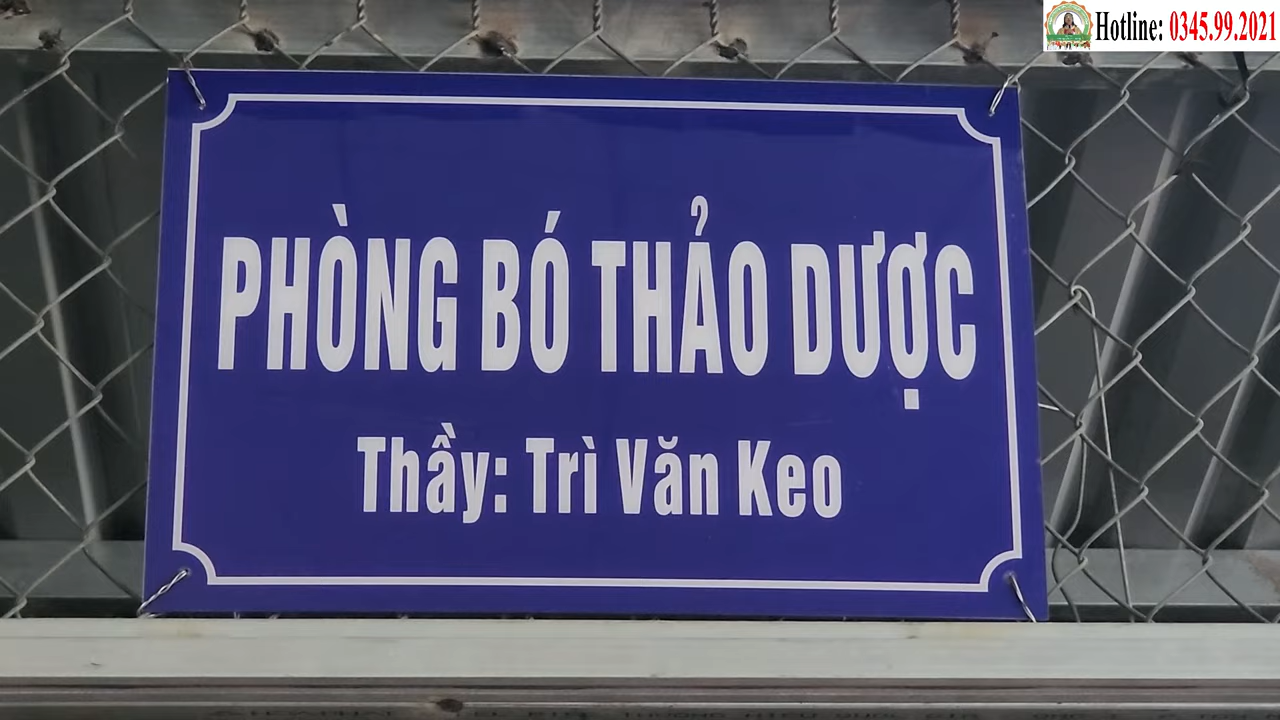 Hotline: 0345.99.2021
PHÒNG BÓ THẢO DƯỢC
Thầy: Trì Văn Keo